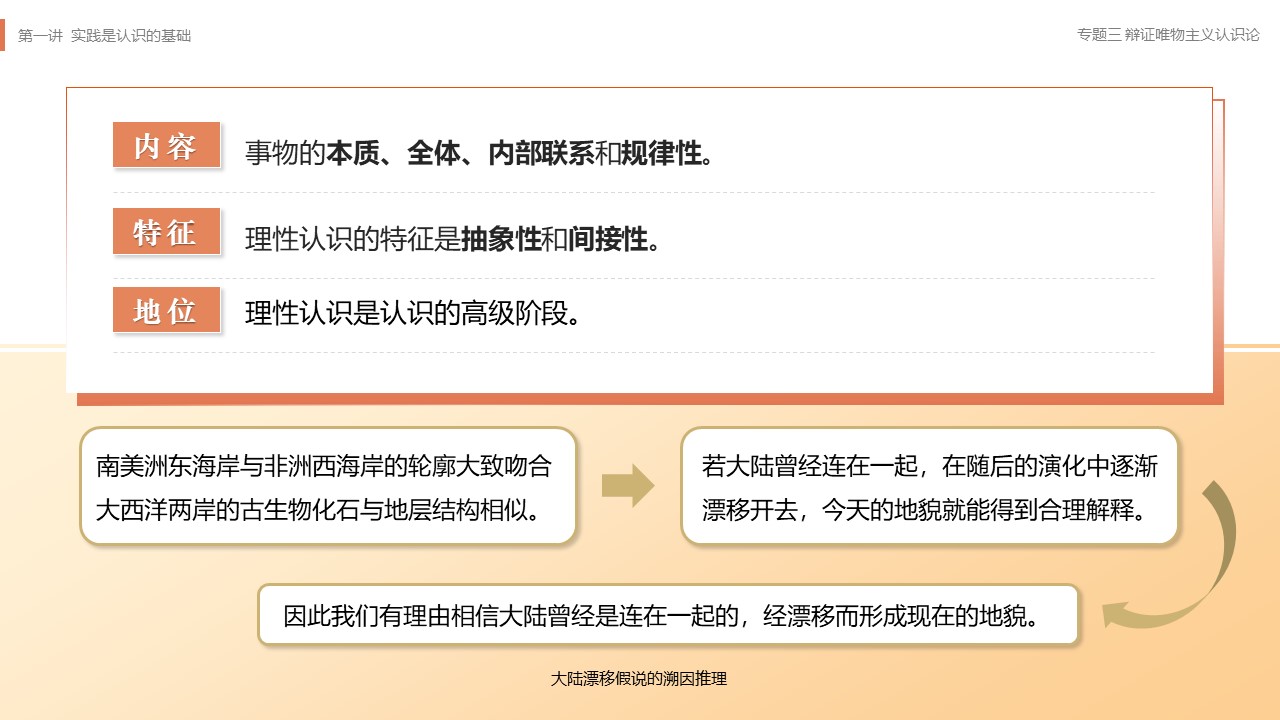 第一讲 实践是认识的基础
专题三 辩证唯物主义认识论
内容
事物的本质、全体、内部联系和规律性。
特征
理性认识的特征是抽象性和间接性。
地位
理性认识是认识的高级阶段。
南美洲东海岸与非洲西海岸的轮廓大致吻合
大西洋两岸的古生物化石与地层结构相似。
若大陆曾经连在一起，在随后的演化中逐渐
漂移开去，今天的地貌就能得到合理解释。
因此我们有理由相信大陆曾经是连在一起的，经漂移而形成现在的地貌。
大陆漂移假说的溯因推理